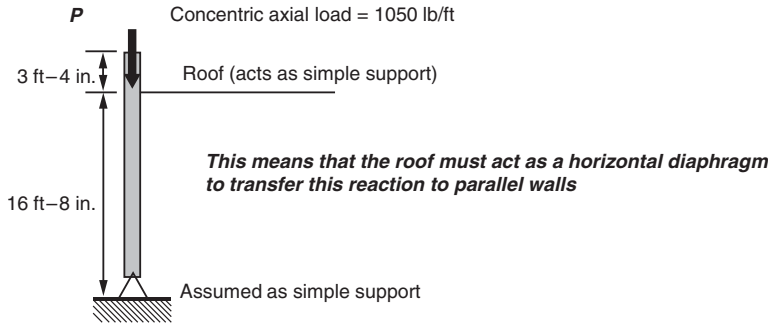 P
Concentric axial load = 1050 lb/ft
3 ft–4 in.
Roof (acts as simple support)
This means that the roof must act as a horizontal diaphragm
to transfer this reaction to parallel walls
16 ft–8 in.
Assumed as simple support